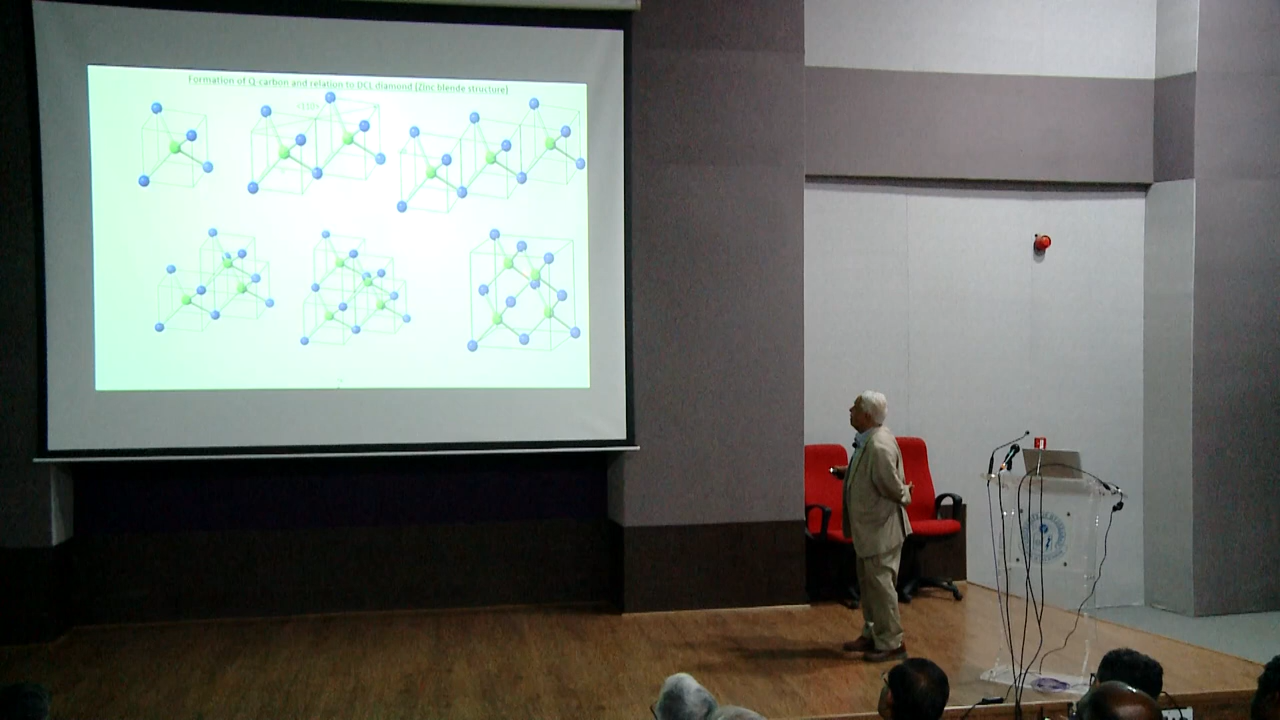 Formation of Q carbon and relation to DCL diamond (Zinc blende structure)
<110>